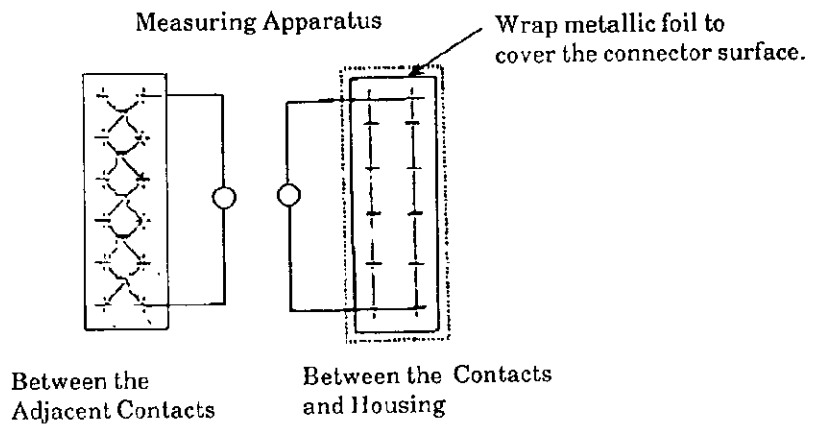 Measuring Apparatus
Wrap metallic foil to
cover the connector surface.
Between the
Adjacent Contacts
Between the Contacts
and Housing